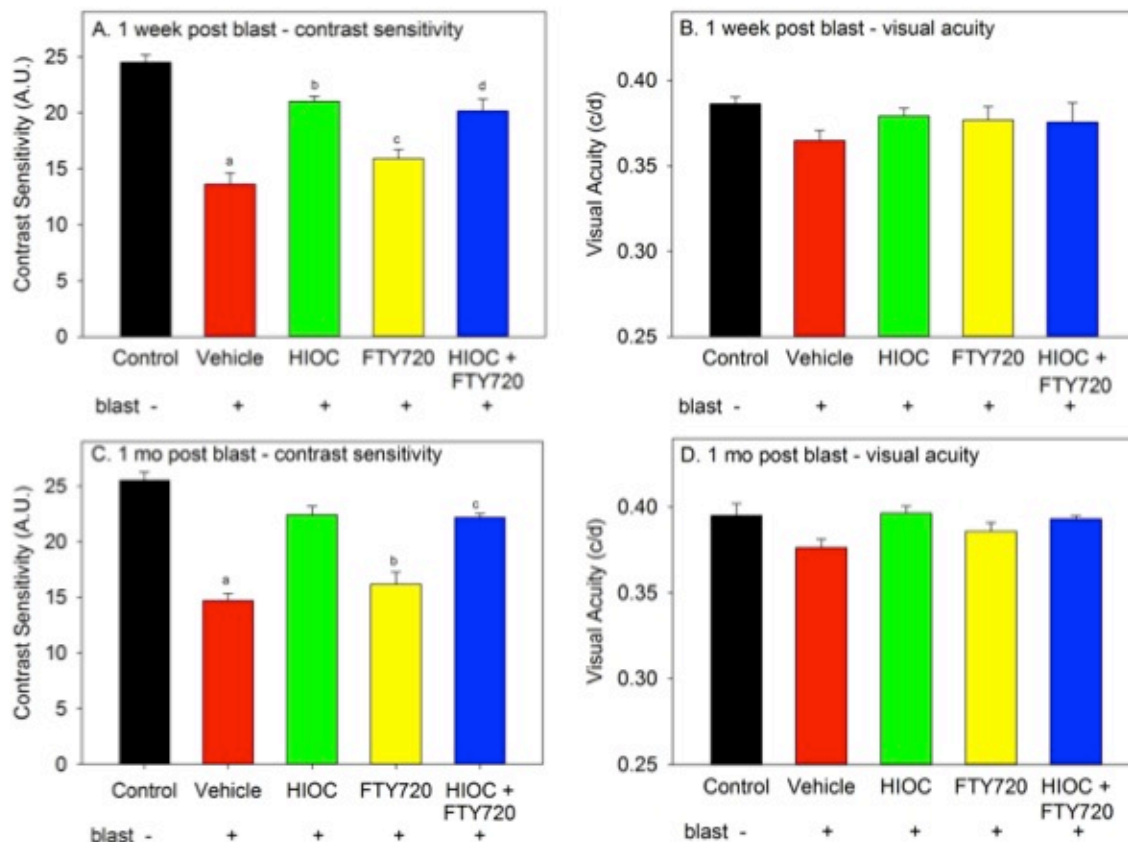 A. 1 week post blast - contrast sensitivity
Contrast Sensitivity (A.U.)
25
20
15
10
5
0
a
b
c
d
Control Vehicle HIOC FTY720 HIOC +
FTY720
blast - + + + +
B. 1 week post blast - visual acuity
Visual Acuity (c/d)
0.40
0.35
0.30
0.25
Control Vehicle HIOC FTY720 HIOC +
FTY720
blast - + + + +
C. 1 mo post blast - contrast sensitivity
Contrast Sensitivity (A.U.)
25
20
15
10
5
0
a
b
c
Control Vehicle HIOC FTY720 HIOC +
FTY720
blast - + + + +
D. 1 mo post blast - visual acuity
Visual Acuity (c/d)
0.40
0.35
0.30
0.25
Control Vehicle HIOC FTY720 HIOC +
FTY720
blast - + + + +